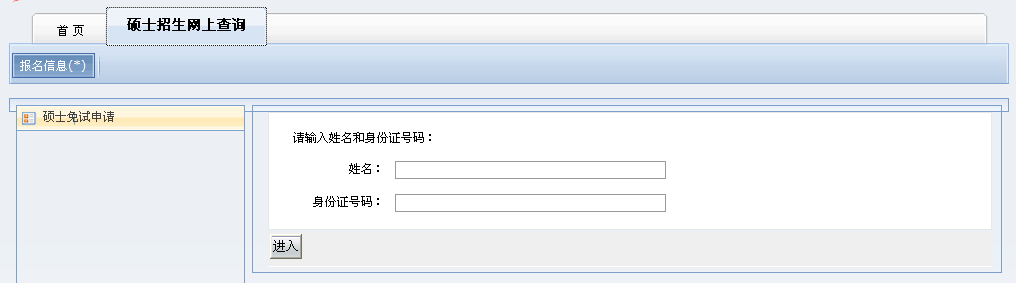 首 页
硕士招生网上查询
报名信息(*)
硕士免试申请
请输入姓名和身份证号码：
姓名：
身份证号码：
进入